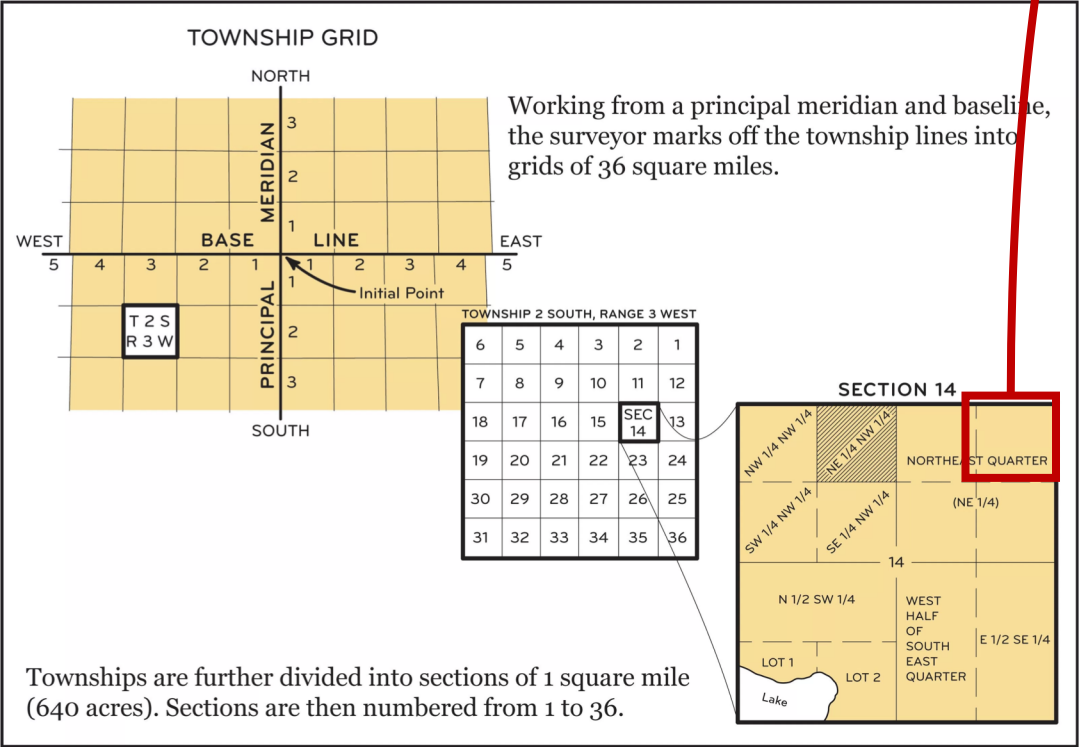 TOWNSHIP GRID
NORTH
Working from a principal meridian and baseline,
the surveyor marks off the township lines into
grids of 36 square miles.
MERIDIAN
3
2
1
WEST
BASE LINE
EAST
5 4 3 2 1 1 2 3 4 5
Initial Point
PRINCIPAL
1
2
3
T 2 S
R 3 W
SOUTH
TOWNSHIP 2 SOUTH, RANGE 3 WEST
6 5 4 3 2 1
7 8 9 10 11 12
18 17 16 15 SEC 14 13
19 20 21 22 23 24
30 29 28 27 26 25
31 32 33 34 35 36
SECTION 14
NW 1/4 NW 1/4
NE 1/4 NW 1/4
NORTHEAST QUARTER
(NE 1/4)
SW 1/4 NW 1/4
SE 1/4 NW 1/4
14
N 1/2 SW 1/4
WEST
HALF
OF
SOUTH
EAST
QUARTER
E 1/2 SE 1/4
LOT 1
LOT 2
Lake
Townships are further divided into sections of 1 square mile
(640 acres). Sections are then numbered from 1 to 36.